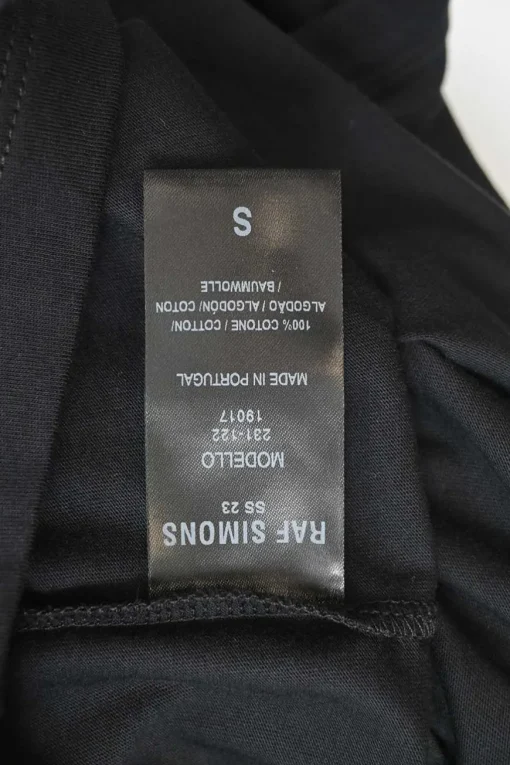 RAF SIMONS
SS 23
MODELLO
231-122
19017
MADE IN PORTUGAL
100% COTONE / COTTON/
ALGODÃO / ALGODÓN/ COTON
/ BAUMWOLLE
S